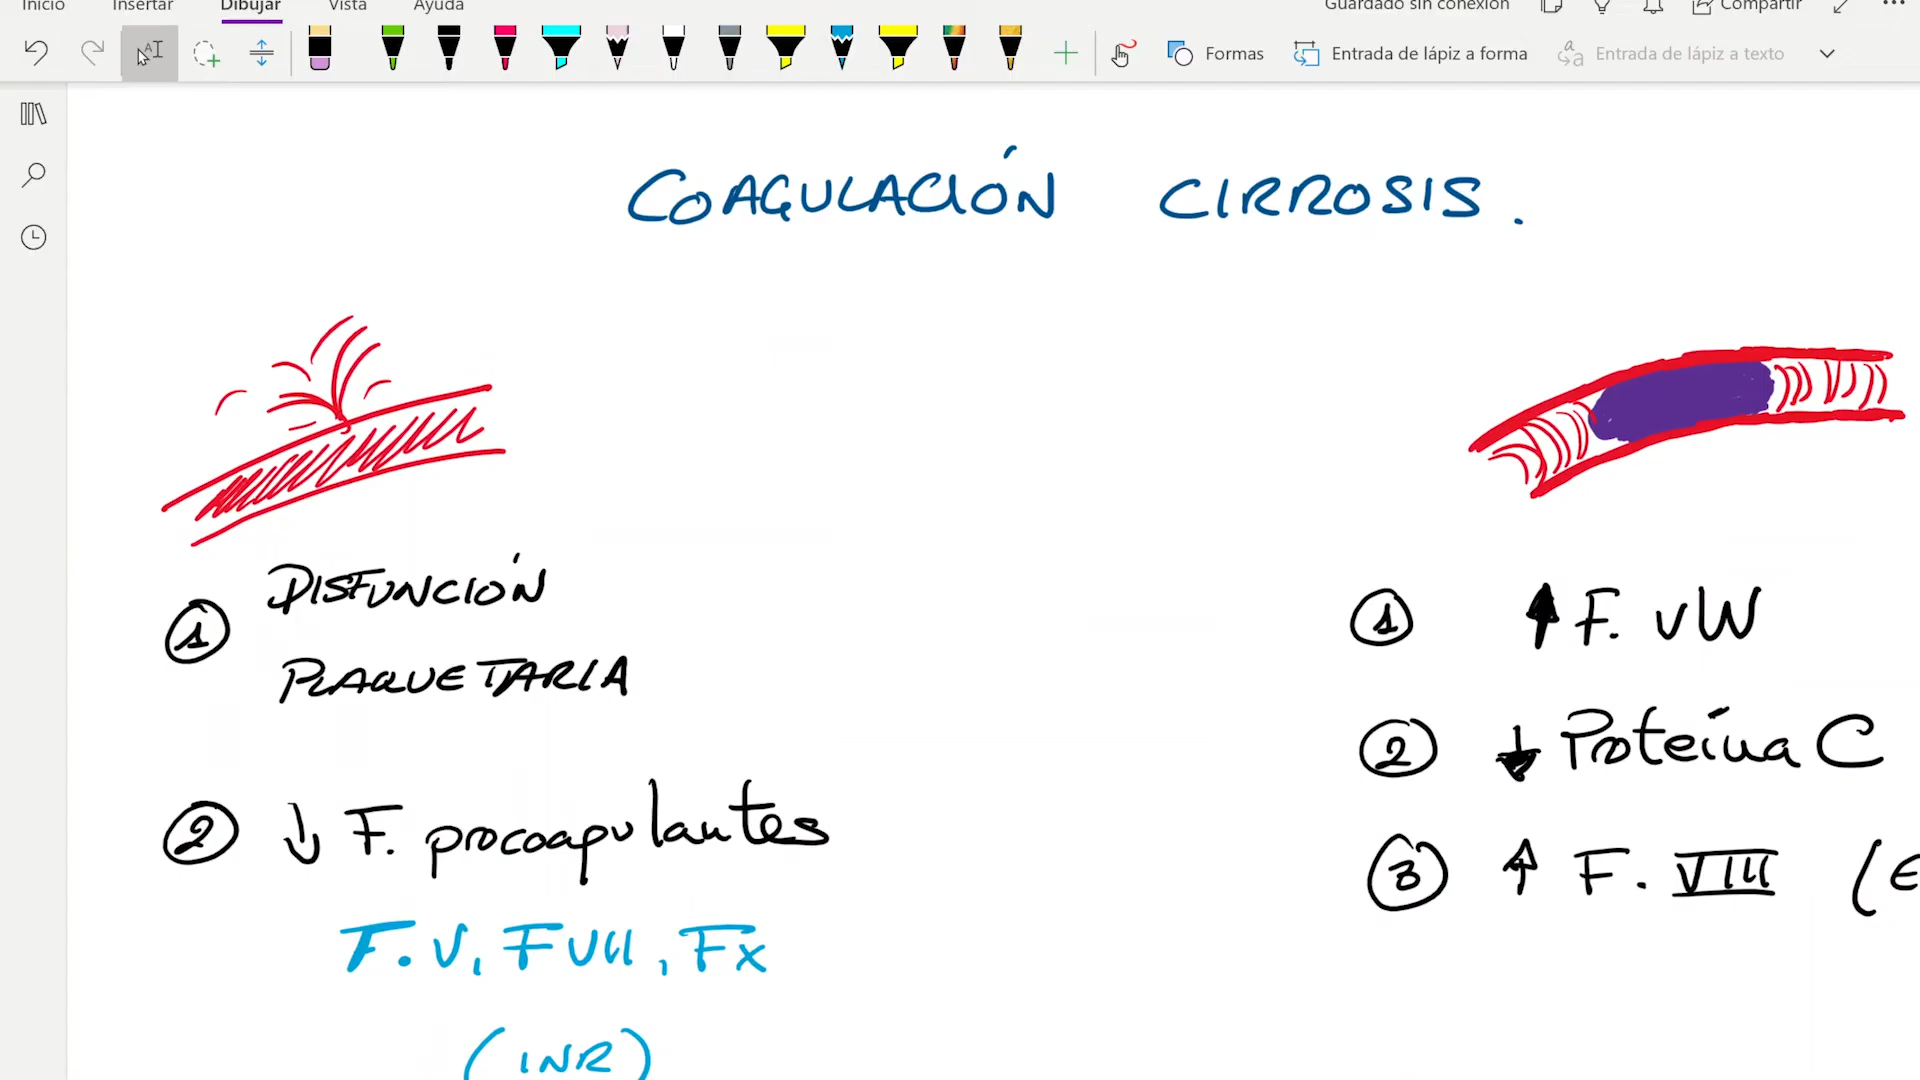 Inicio Insertar Dibujar Vista Ayuda Guardado sin conexión Compartir
Formas Entrada de lápiz a forma Entrada de lápiz a texto
COAGULACIÓN CIRROSIS.
1 DISFUNCIÓN
PLAQUETARIA
2 ↓ F. procoagulantes
F. V, F VII, F X
(INR)
1 ↑ F. vW
2 ↓ Proteína C
3 ↑ F. VIII (